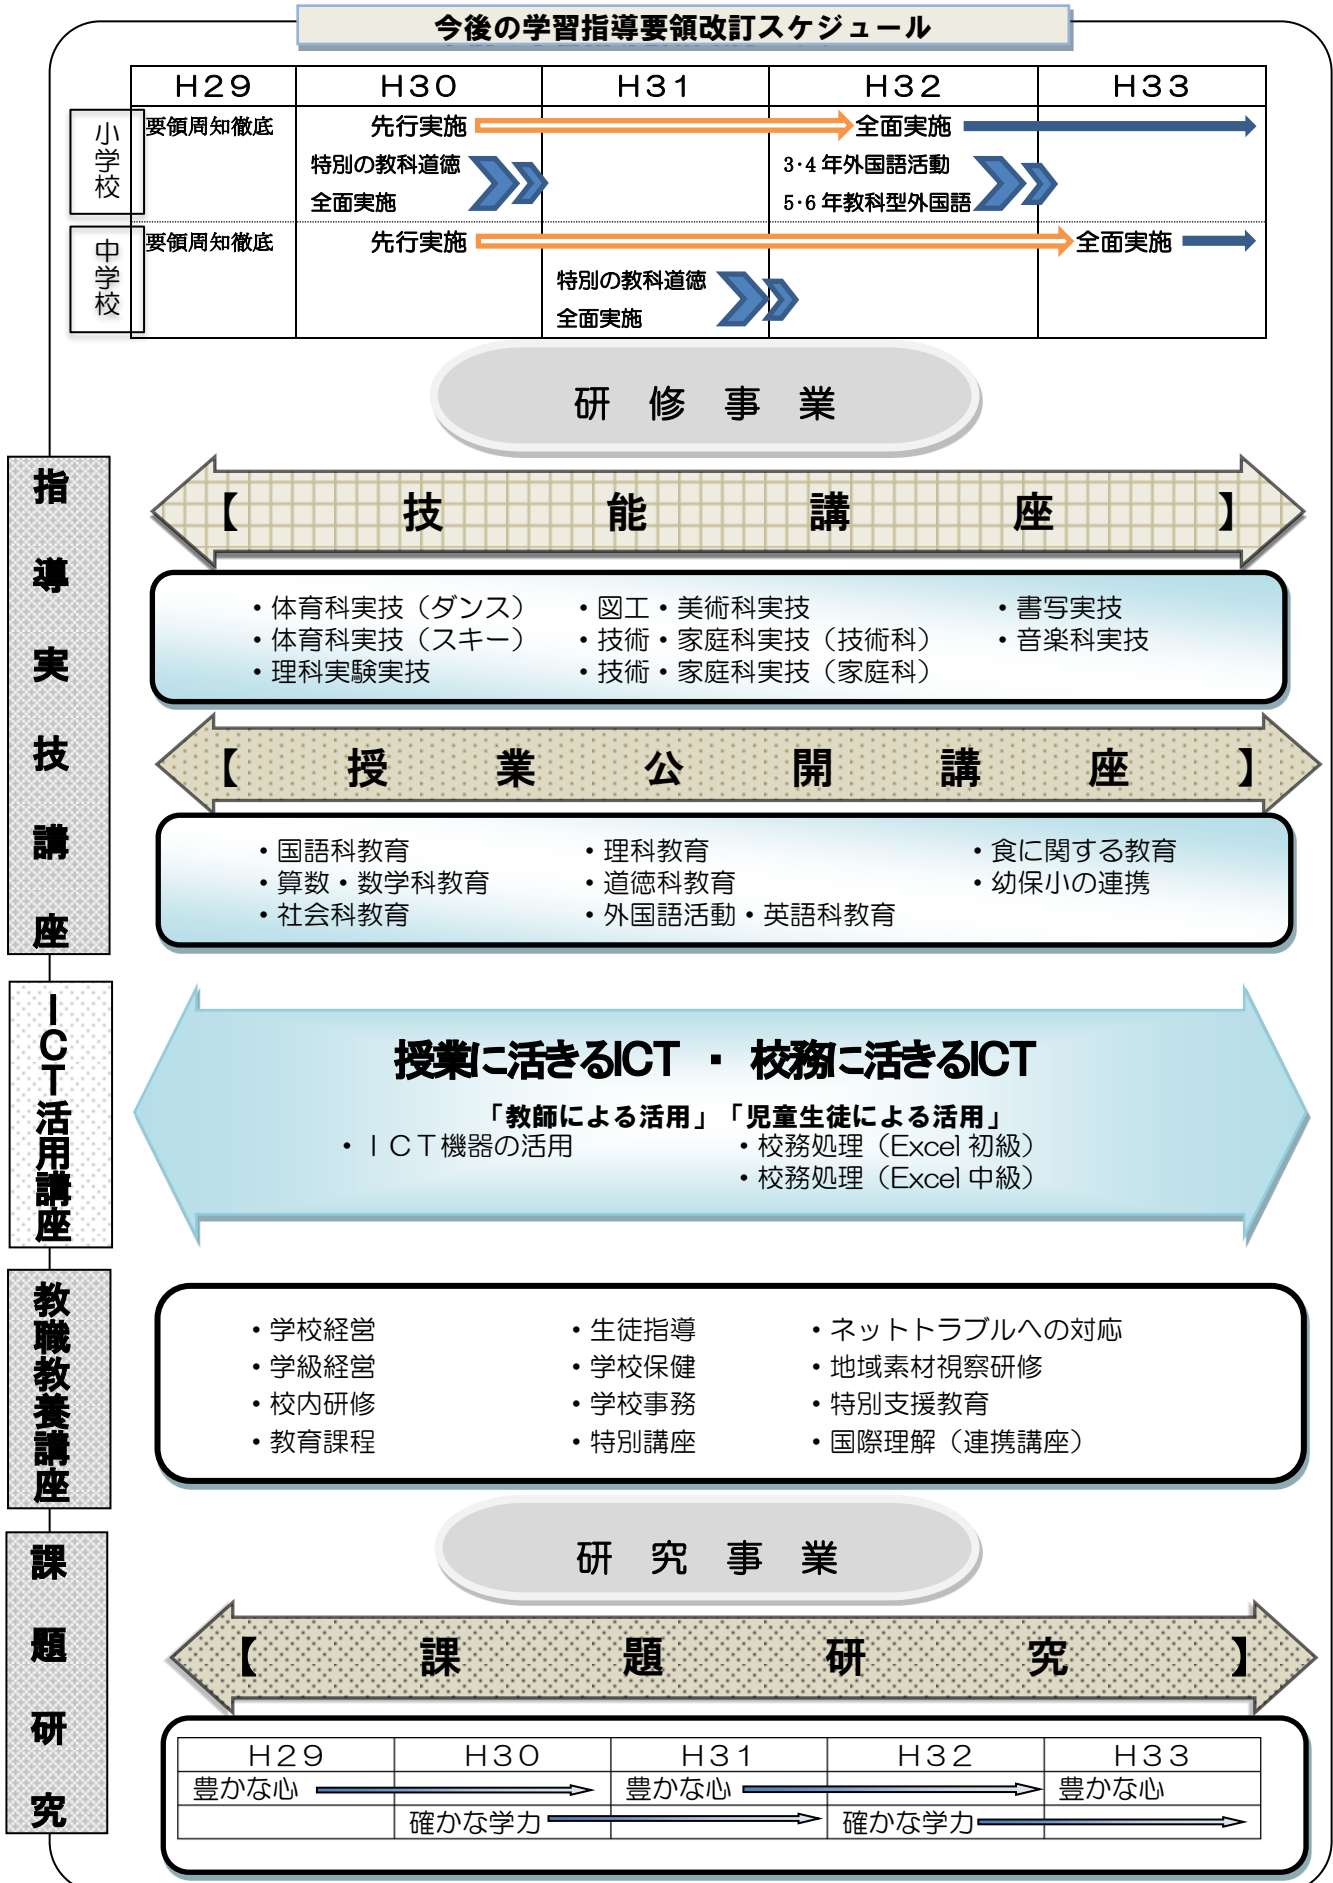 今後の学習指導要領改訂スケジュール
H29 H30 H31 H32 H33
小学校
要領周知徹底 先行実施 全面実施
特別の教科道徳 3･4年外国語活動
全面実施 5･6年教科型外国語
中学校
要領周知徹底 先行実施 全面実施
特別の教科道徳
全面実施
研修事業
指導実技講座
【技能講座】
・体育科実技（ダンス） ・図工・美術科実技 ・書写実技
・体育科実技（スキー） ・技術・家庭科実技（技術科） ・音楽科実技
・理科実験実技 ・技術・家庭科実技（家庭科）
【授業公開講座】
・国語科教育 ・理科教育 ・食に関する教育
・算数・数学科教育 ・道徳科教育 ・幼保小の連携
・社会科教育 ・外国語活動・英語科教育
ICT活用講座
授業に活きるICT ・ 校務に活きるICT
「教師による活用」「児童生徒による活用」
・ＩＣＴ機器の活用 ・校務処理（Excel 初級）
・校務処理（Excel 中級）
教職教養講座
・学校経営 ・生徒指導 ・ネットトラブルへの対応
・学級経営 ・学校保健 ・地域素材視察研修
・校内研修 ・学校事務 ・特別支援教育
・教育課程 ・特別講座 ・国際理解（連携講座）
研究事業
課題研究
【課題研究】
H29 H30 H31 H32 H33
豊かな心 豊かな心 豊かな心
確かな学力 確かな学力